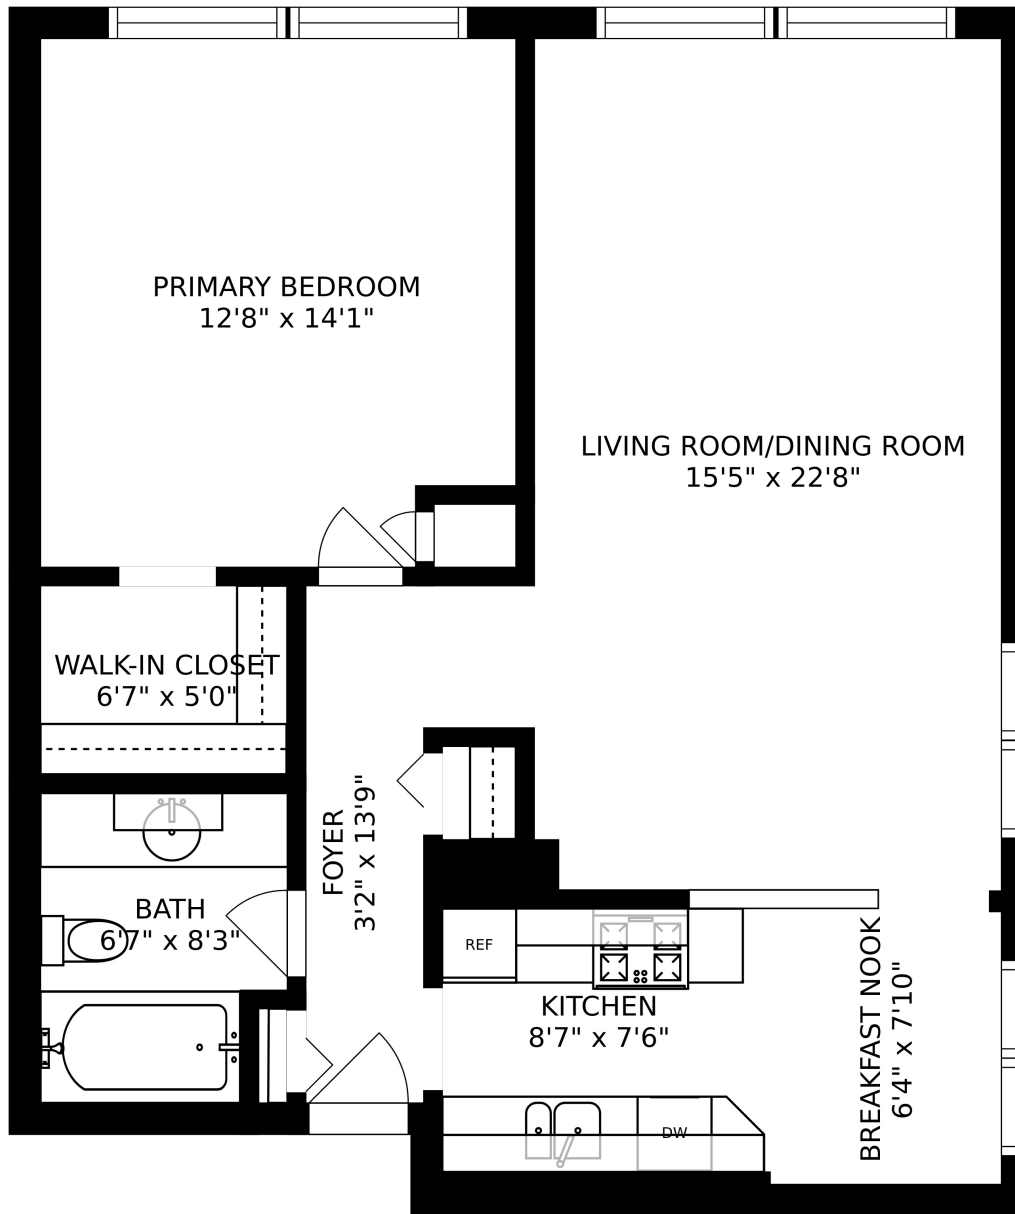 PRIMARY BEDROOM
12'8" x 14'1"
LIVING ROOM/DINING ROOM
15'5" x 22'8"
WALK-IN CLOSET
6'7" x 5'0"
FOYER
3'2" x 13'9"
BATH
6'7" x 8'3"
REF
KITCHEN
8'7" x 7'6"
BREAKFAST NOOK
6'4" x 7'10"
DW